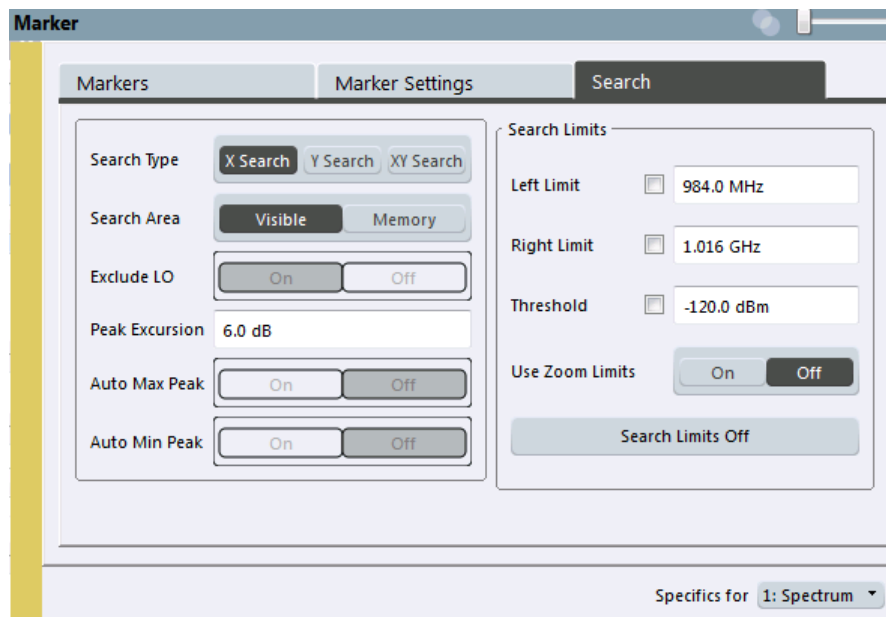 Marker
Markers Marker Settings Search
Search Type X Search Y Search XY Search
Search Area Visible Memory
Exclude LO On Off
Peak Excursion 6.0 dB
Auto Max Peak On Off
Auto Min Peak On Off
Search Limits
Left Limit 984.0 MHz
Right Limit 1.016 GHz
Threshold -120.0 dBm
Use Zoom Limits On Off
Search Limits Off
Specifics for 1: Spectrum